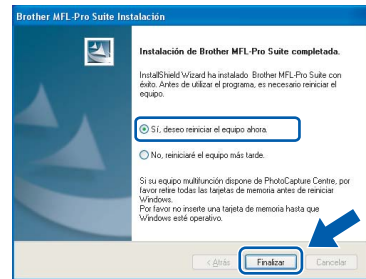 Brother MFL-Pro Suite Instalación
Instalación de Brother MFL-Pro Suite completada.
InstallShield Wizard ha instalado Brother MFL-Pro Suite con
éxito. Antes de utilizar el programa, es necesario reiniciar el
equipo.
Sí, deseo reiniciar el equipo ahora.
No, reiniciaré el equipo más tarde.
Si su equipo multifunción dispone de PhotoCapture Centre, por
favor retire todas las tarjetas de memoria antes de reiniciar
Windows.
Por favor no inserte una tarjeta de memoria hasta que
Windows esté operativo.
< Atrás Finalizar Cancelar